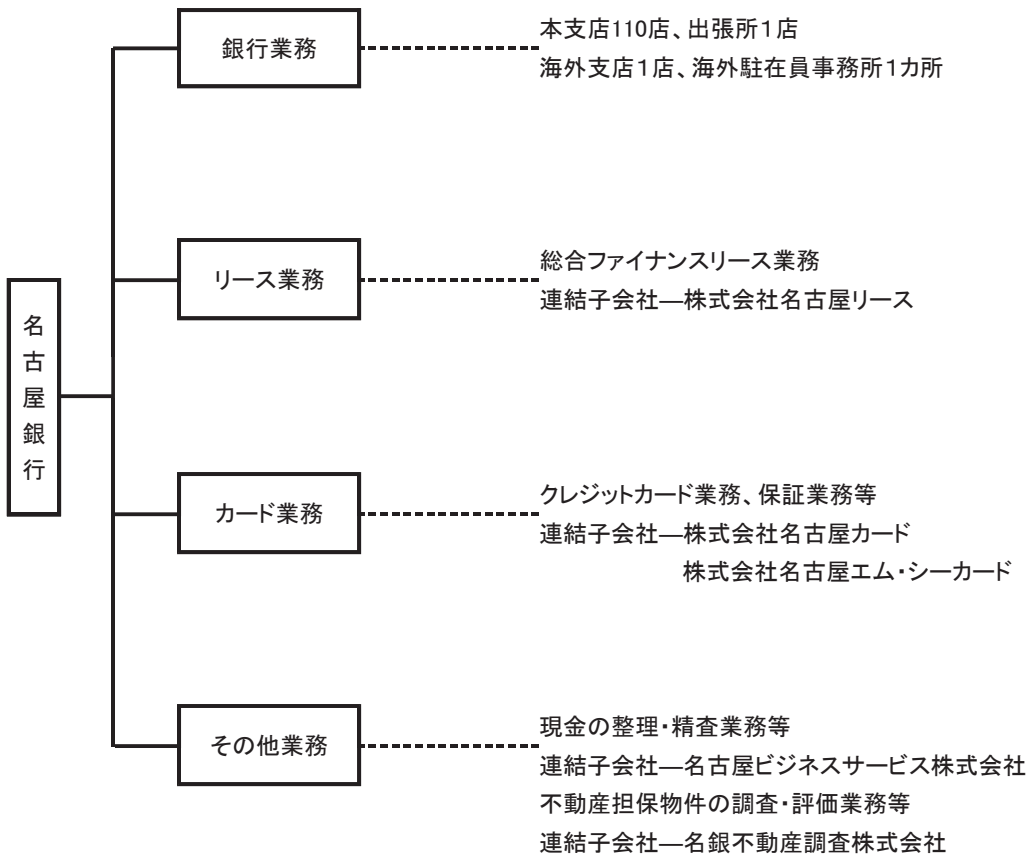 名古屋銀行
銀行業務
本支店110店、出張所1店
海外支店1店、海外駐在員事務所1カ所
リース業務
総合ファイナンスリース業務
連結子会社―株式会社名古屋リース
カード業務
クレジットカード業務、保証業務等
連結子会社―株式会社名古屋カード
株式会社名古屋エム・シーカード
その他業務
現金の整理・精査業務等
連結子会社―名古屋ビジネスサービス株式会社
不動産担保物件の調査・評価業務等
連結子会社―名銀不動産調査株式会社